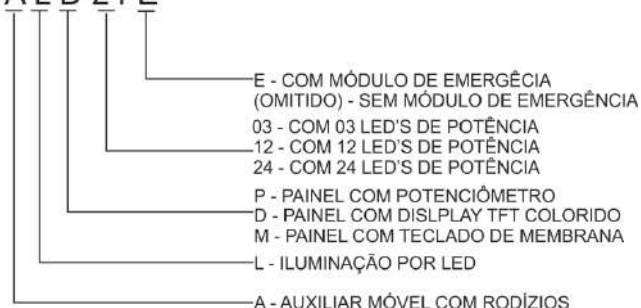 E - COM MÓDULO DE EMERGÊCIA
(OMITIDO) - SEM MÓDULO DE EMERGÊNCIA
03 - COM 03 LED'S DE POTÊNCIA
12 - COM 12 LED'S DE POTÊNCIA
24 - COM 24 LED'S DE POTÊNCIA
P - PAINEL COM POTENCIÔMETRO
D - PAINEL COM DISLPLAY TFT COLORIDO
M - PAINEL COM TECLADO DE MEMBRANA
L - ILUMINAÇÃO POR LED
A - AUXILIAR MÓVEL COM RODÍZIOS